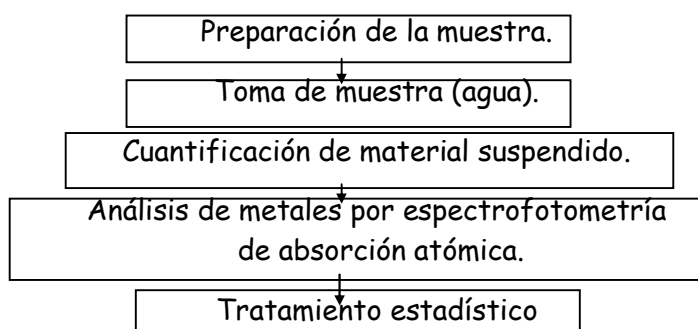 Preparación de la muestra.
Toma de muestra (agua).
Cuantificación de material suspendido.
Análisis de metales por espectrofotometría
de absorción atómica.
Tratamiento estadístico